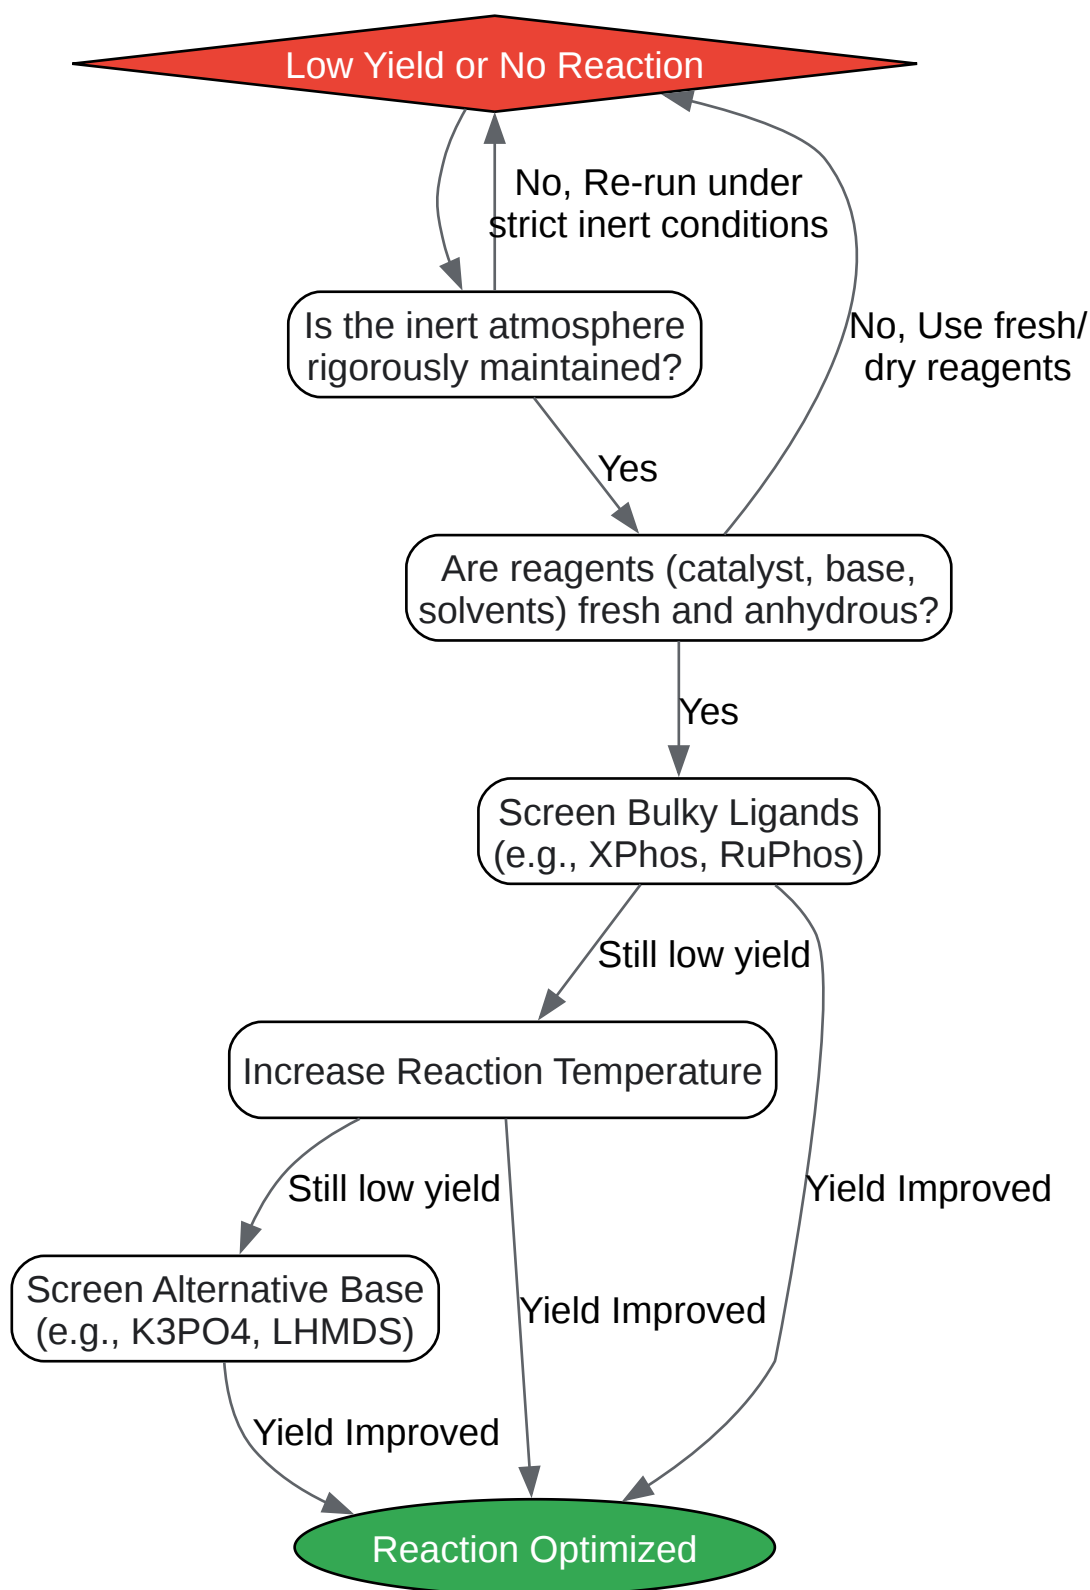 Low Yield or No Reaction
No, Re-run under
strict inert conditions
Is the inert atmosphere
rigorously maintained?
No, Use fresh/
dry reagents
Yes
Are reagents (catalyst, base,
solvents) fresh and anhydrous?
Yes
Screen Bulky Ligands
(e.g., XPhos, RuPhos)
Still low yield
Increase Reaction Temperature
Still low yield
Yield Improved
Screen Alternative Base
(e.g., K3PO4, LHMDS)
Yield Improved
Yield Improved
Reaction Optimized